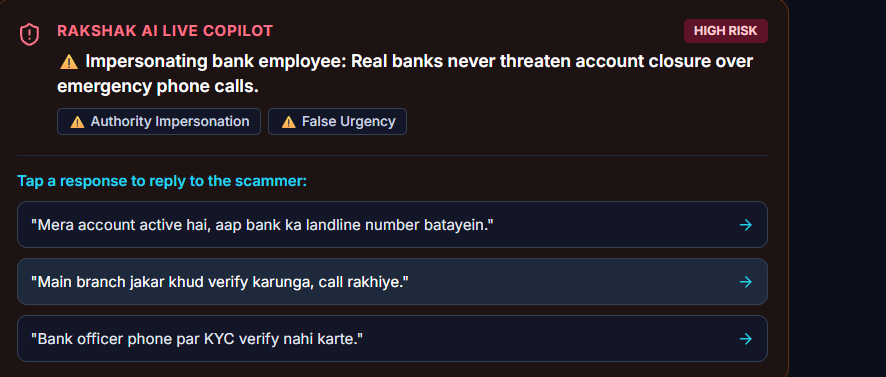 RAKSHAK AI LIVE COPILOT
HIGH RISK
⚠️ Impersonating bank employee: Real banks never threaten account closure over
emergency phone calls.
⚠️ Authority Impersonation
⚠️ False Urgency
Tap a response to reply to the scammer:
"Mera account active hai, aap bank ka landline number batayein."
"Main branch jakar khud verify karunga, call rakhiye."
"Bank officer phone par KYC verify nahi karte."